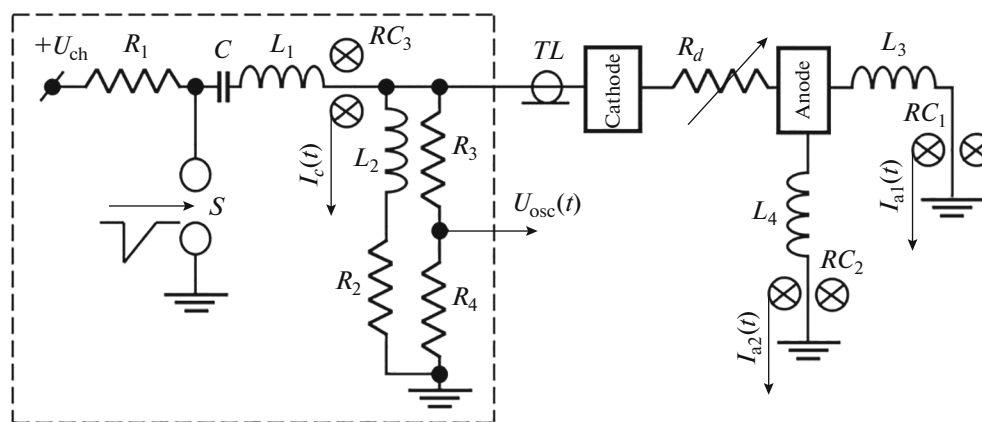 +U_ch
R_1
C
L_1
RC_3
TL
Cathode
R_d
Anode
L_3
RC_1
I_a1(t)
I_c(t)
L_2
R_3
S
U_osc(t)
L_4
R_2
R_4
RC_2
I_a2(t)